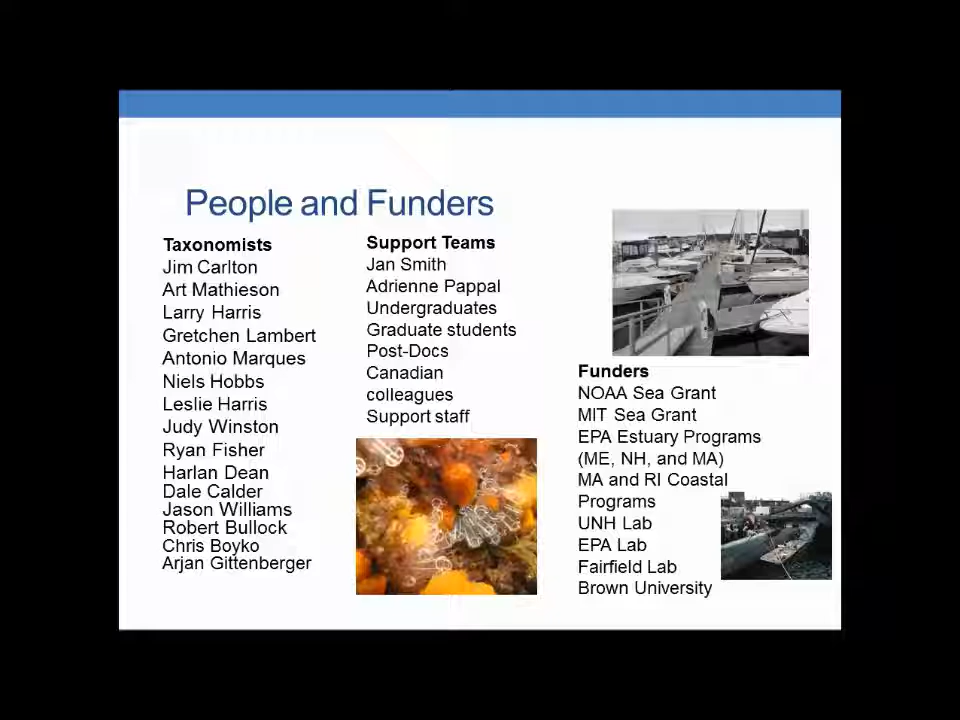 People and Funders
Taxonomists
Jim Carlton
Art Mathieson
Larry Harris
Gretchen Lambert
Antonio Marques
Niels Hobbs
Leslie Harris
Judy Winston
Ryan Fisher
Harlan Dean
Dale Calder
Jason Williams
Robert Bullock
Chris Boyko
Arjan Gittenberger
Support Teams
Jan Smith
Adrienne Pappal
Undergraduates
Graduate students
Post-Docs
Canadian
colleagues
Support staff
Funders
NOAA Sea Grant
MIT Sea Grant
EPA Estuary Programs
(ME, NH, and MA)
MA and RI Coastal
Programs
UNH Lab
EPA Lab
Fairfield Lab
Brown University